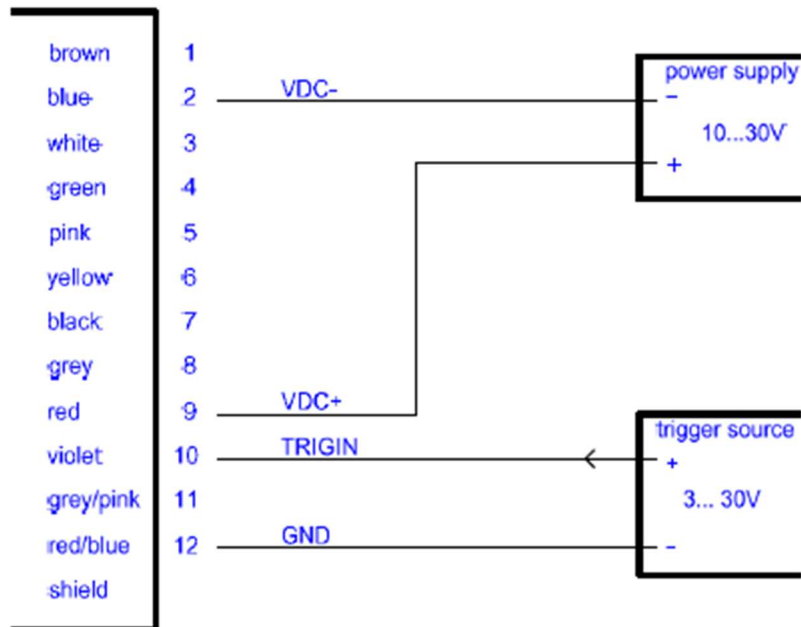 brown 1
blue 2 VDC- -
white 3
green 4
pink 5
yellow 6
black 7
grey 8
red 9 VDC+
violet 10 TRIGIN
grey/pink 11
red/blue 12 GND
shield
power supply
-
10...30V
+
trigger source
+
3... 30V
-